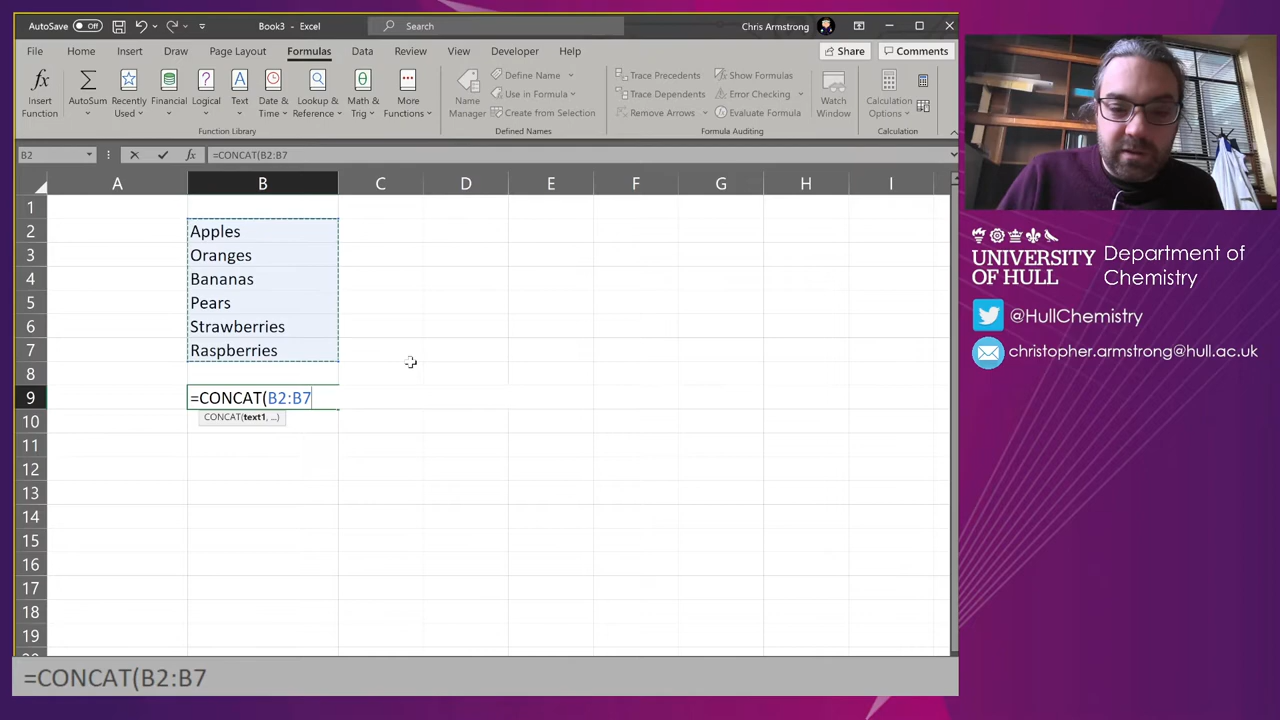 AutoSave Off Book3 - Excel Search Chris Armstrong
File Home Insert Draw Page Layout Formulas Data Review View Developer Help Share Comments
Insert Function
AutoSum
Recently Used
Financial
Logical
Text
Date & Time
Lookup & Reference
Math & Trig
More Functions
Function Library
Name Manager
Define Name
Use in Formula
Create from Selection
Defined Names
Trace Precedents
Trace Dependents
Remove Arrows
Show Formulas
Error Checking
Evaluate Formula
Formula Auditing
Watch Window
Calculation Options
Calculation
B2 fx =CONCAT(B2:B7
A B C D E F G H I
1
2 Apples
3 Oranges
4 Bananas
5 Pears
6 Strawberries
7 Raspberries
8
9 =CONCAT(B2:B7
CONCAT(text1, ...)
10
11
12
13
14
15
16
17
18
19
=CONCAT(B2:B7
UNIVERSITY OF HULL
Department of
Chemistry
@HullChemistry
christopher.armstrong@hull.ac.uk